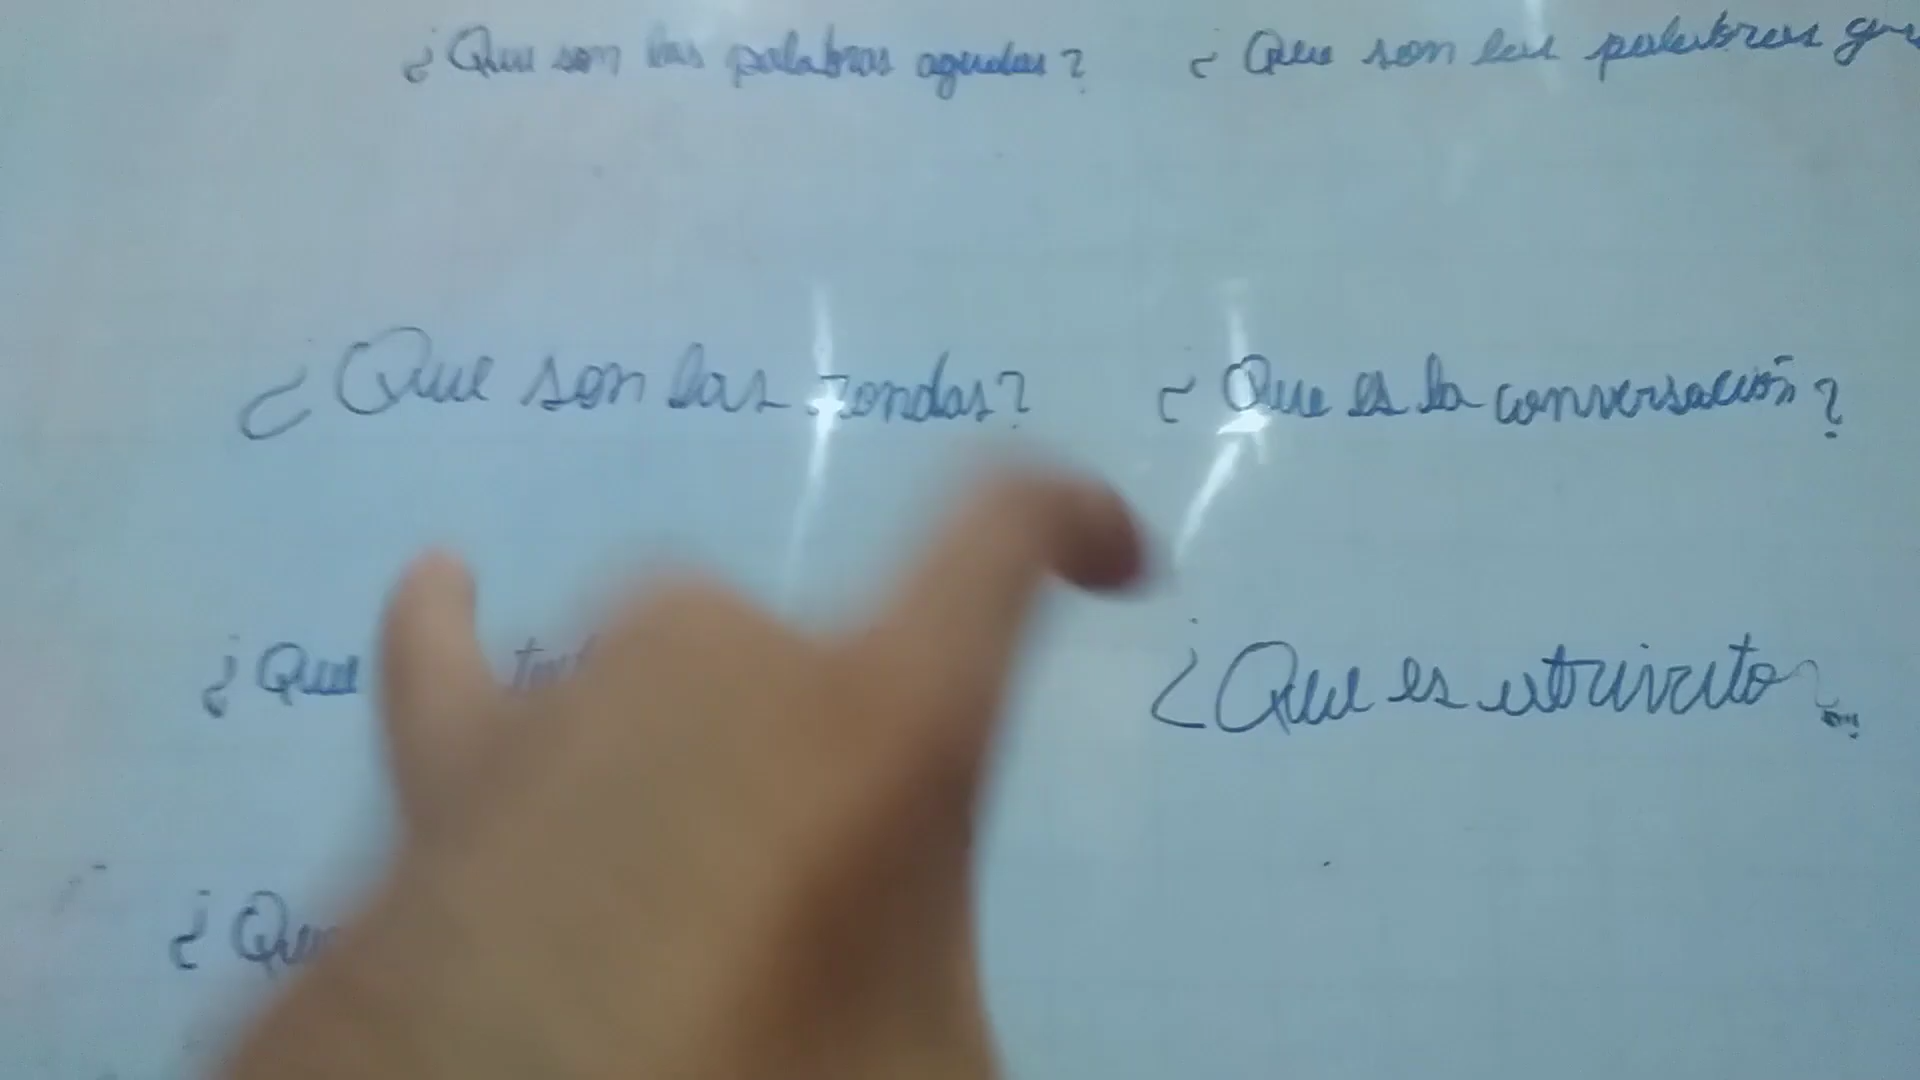 ¿Que son las palabras agudas? ¿Que son las palabras
¿Que son las rondas? ¿Que es la conversación?
¿Que ¿Que es
¿Que